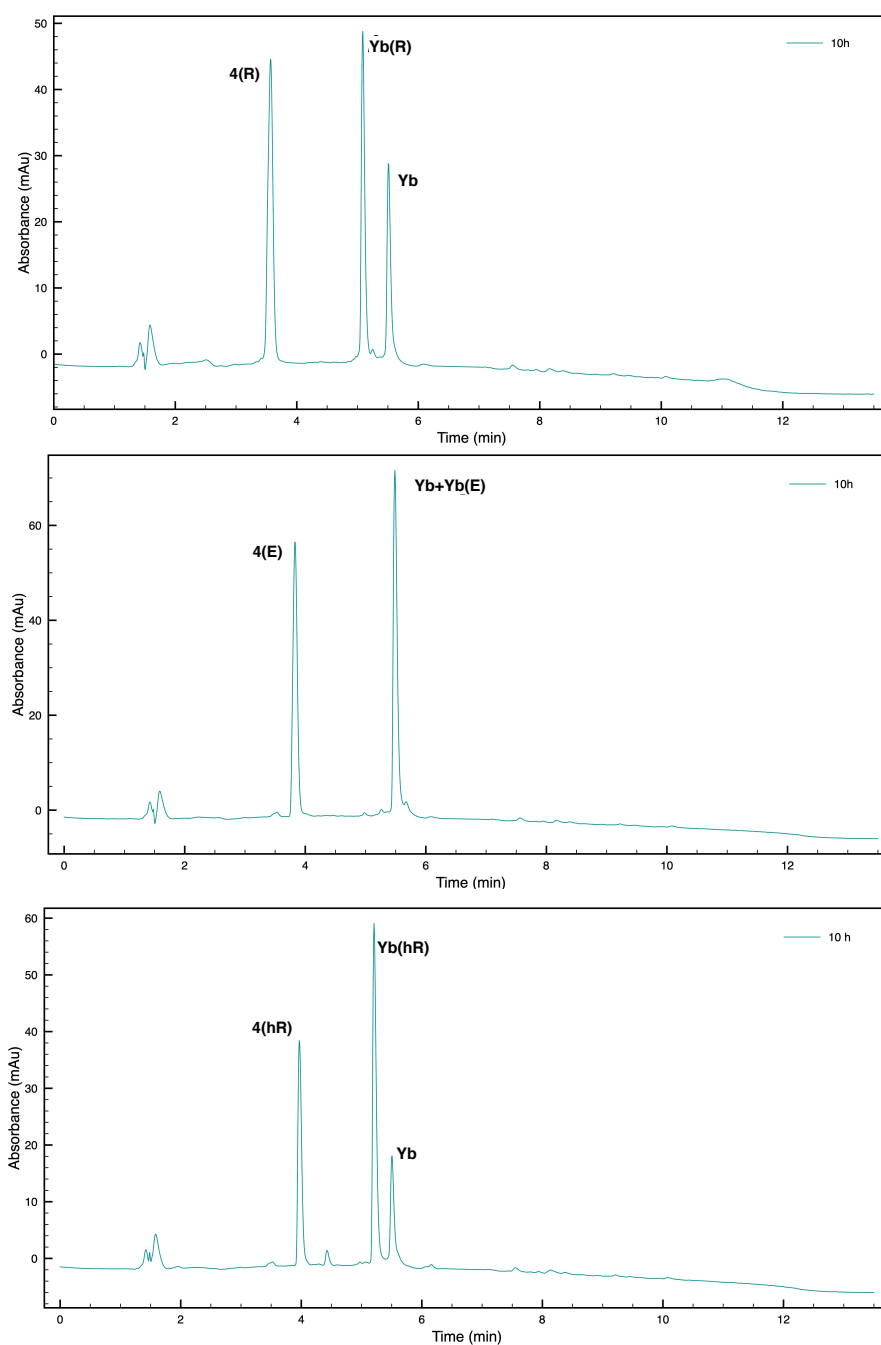 50
Yb(R)
10h
4(R)
40
30
Yb
20
10
0
Absorbance (mAu)
0 2 4 6 8 10 12
Time (min)
Yb+Yb(E)
10h
60
4(E)
40
20
0
Absorbance (mAu)
0 2 4 6 8 10 12
Time (min)
60
10 h
Yb(hR)
50
4(hR)
40
30
Yb
20
10
0
Absorbance (mAu)
0 2 4 6 8 10 12
Time (min)